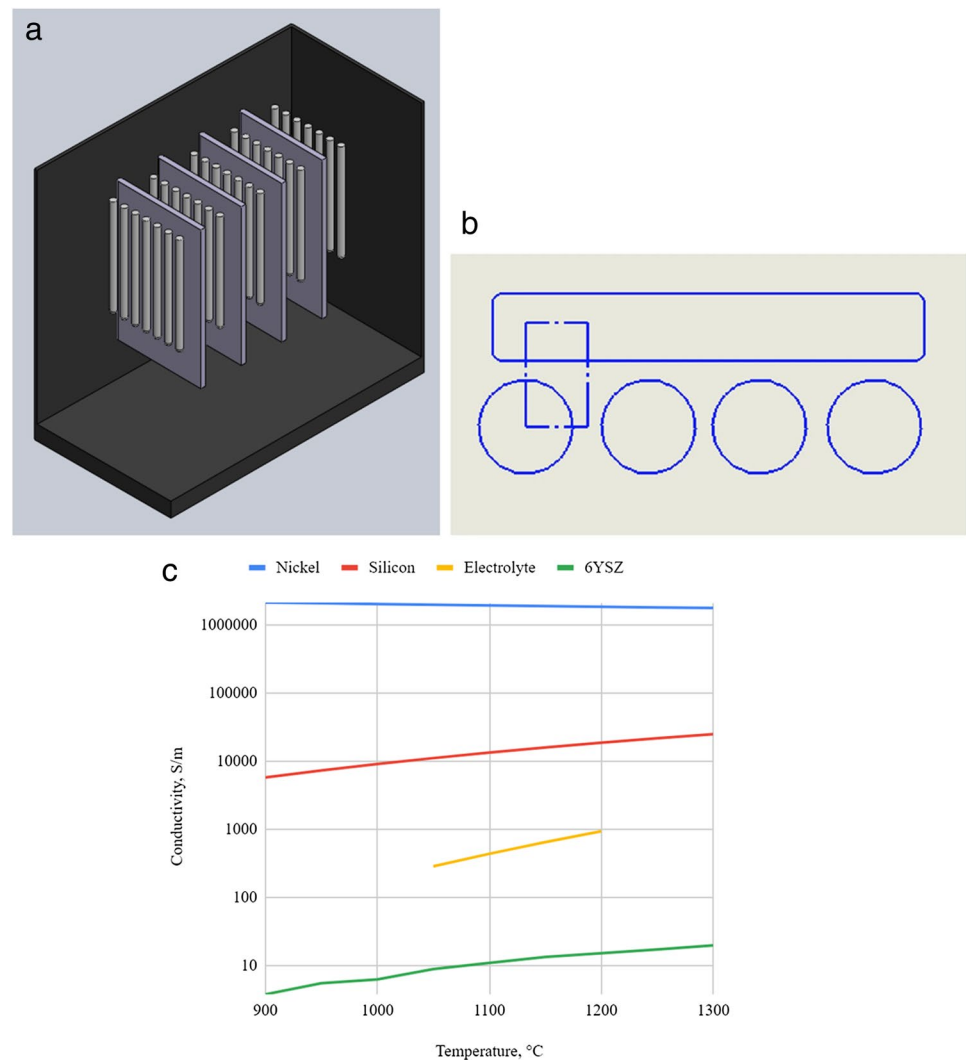 a
b
c
Nickel Silicon Electrolyte 6YSZ
1000000
100000
10000
1000
100
10
Conductivity, S/m
900 1000 1100 1200 1300
Temperature, °C